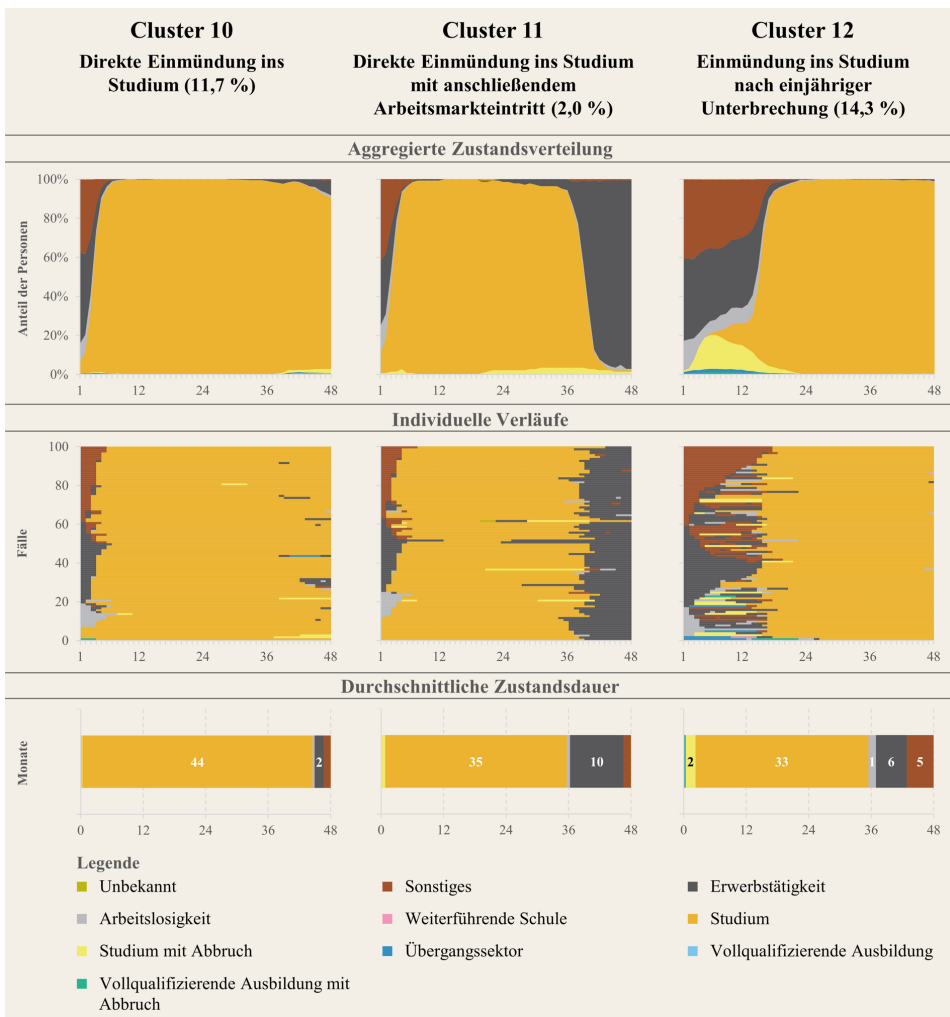 Cluster 10
Direkte Einmündung ins
Studium (11,7 %)
Cluster 11
Direkte Einmündung ins Studium
mit anschließendem
Arbeitsmarkteintritt (2,0 %)
Cluster 12
Einmündung ins Studium
nach einjähriger
Unterbrechung (14,3 %)
Aggregierte Zustandsverteilung
Anteil der Personen
100%
80%
60%
40%
20%
0%
1 12 24 36 48
1 12 24 36 48
1 12 24 36 48
Individuelle Verläufe
Fälle
100
80
60
40
20
0
1 12 24 36 48
1 12 24 36 48
1 12 24 36 48
Durchschnittliche Zustandsdauer
Monate
44 2
35 10
2 33 1 6 5
0 12 24 36 48
0 12 24 36 48
0 12 24 36 48
Legende
Unbekannt
Sonstiges
Erwerbstätigkeit
Arbeitslosigkeit
Weiterführende Schule
Studium
Studium mit Abbruch
Übergangssektor
Vollqualifizierende Ausbildung
Vollqualifizierende Ausbildung mit
Abbruch